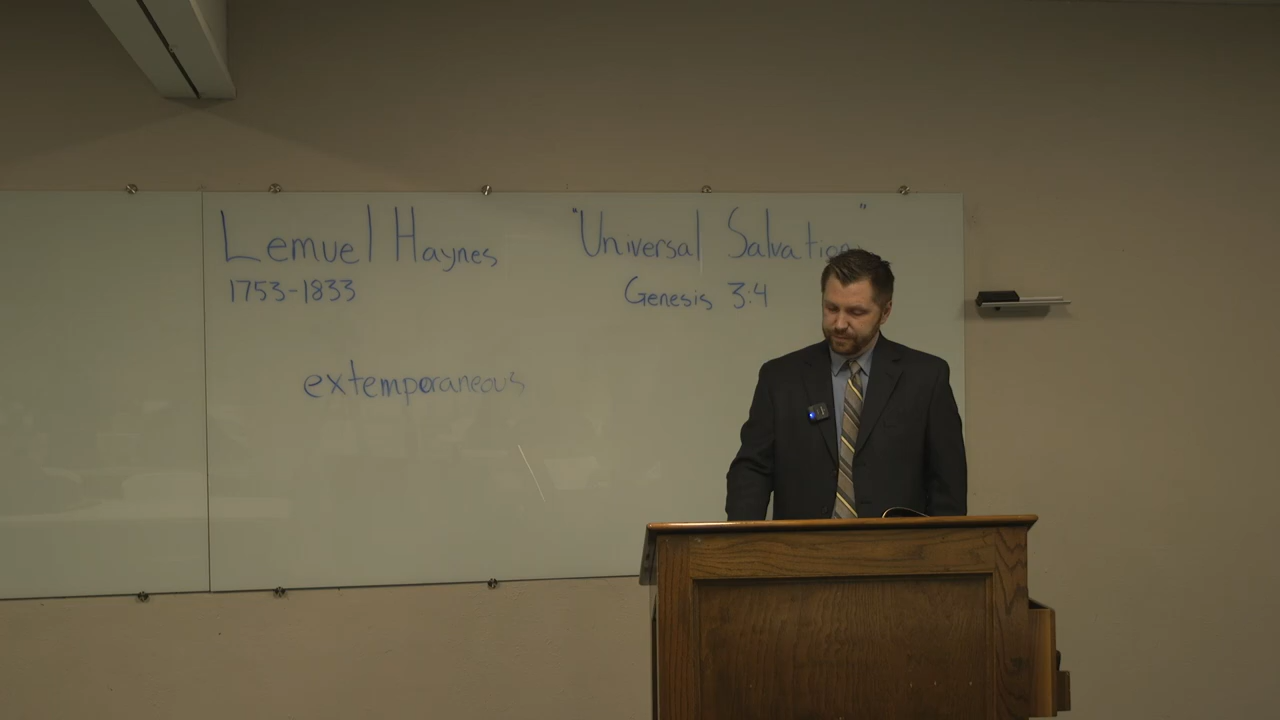 Lemuel Haynes
1753-1833
"Universal Salvation"
Genesis 3:4
extemporaneous